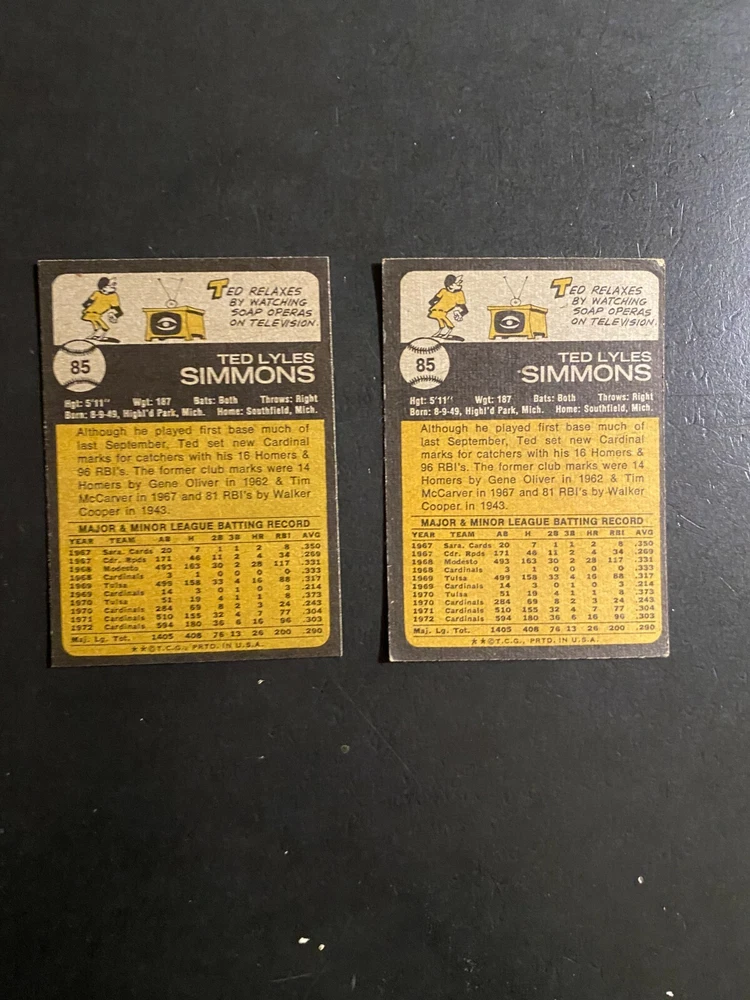 TED RELAXES
BY WATCHING
SOAP OPERAS
ON TELEVISION.
85
TED LYLES
SIMMONS
Hgt: 5'11" Wgt: 187 Bats: Both Throws: Right
Born: 8-9-49, Highl'd Park, Mich. Home: Southfield, Mich.
Although he played first base much of
last September, Ted set new Cardinal
marks for catchers with his 16 Homers &
96 RBI's. The former club marks were 14
Homers by Gene Oliver in 1962 & Tim
McCarver in 1967 and 81 RBI's by Walker
Cooper in 1943.
MAJOR & MINOR LEAGUE BATTING RECORD
YEAR TEAM AB H 2B 3B HR RBI AVG
1967 Sara. Cards 20 7 1 1 2 8 .350
1967 Cdr. Rpds 171 46 11 2 4 34 .269
1968 Modesto 493 163 30 2 28 117 .331
1968 Cardinals 3 1 0 0 0 0 .333
1969 Tulsa 499 158 33 4 16 88 .317
1969 Cardinals 14 3 0 1 0 3 .214
1970 Tulsa 51 19 4 1 1 8 .373
1970 Cardinals 284 69 8 2 3 24 .243
1971 Cardinals 510 155 32 4 7 77 .304
1972 Cardinals 594 180 36 6 16 96 .303
Maj. Lg. Tot. 1405 408 76 13 26 200 .290
★★©T.C.G., PRTD. IN U.S.A.
TED RELAXES
BY WATCHING
SOAP OPERAS
ON TELEVISION.
85
TED LYLES
SIMMONS
Hgt: 5'11" Wgt: 187 Bats: Both Throws: Right
Born: 8-9-49, Highl'd Park, Mich. Home: Southfield, Mich.
Although he played first base much of
last September, Ted set new Cardinal
marks for catchers with his 16 Homers &
96 RBI's. The former club marks were 14
Homers by Gene Oliver in 1962 & Tim
McCarver in 1967 and 81 RBI's by Walker
Cooper in 1943.
MAJOR & MINOR LEAGUE BATTING RECORD
YEAR TEAM AB H 2B 3B HR RBI AVG
1967 Sara. Cards 20 7 1 1 2 8 .350
1967 Cdr. Rpds 171 46 11 2 4 34 .269
1968 Modesto 493 163 30 2 28 117 .331
1968 Cardinals 3 1 0 0 0 0 .333
1969 Tulsa 499 158 33 4 16 88 .317
1969 Cardinals 14 3 0 1 0 3 .214
1970 Tulsa 51 19 4 1 1 8 .373
1970 Cardinals 284 69 8 2 3 24 .243
1971 Cardinals 510 155 32 4 7 77 .304
1972 Cardinals 594 180 36 6 16 96 .303
Maj. Lg. Tot. 1405 408 76 13 26 200 .290
★★©T.C.G., PRTD. IN U.S.A.